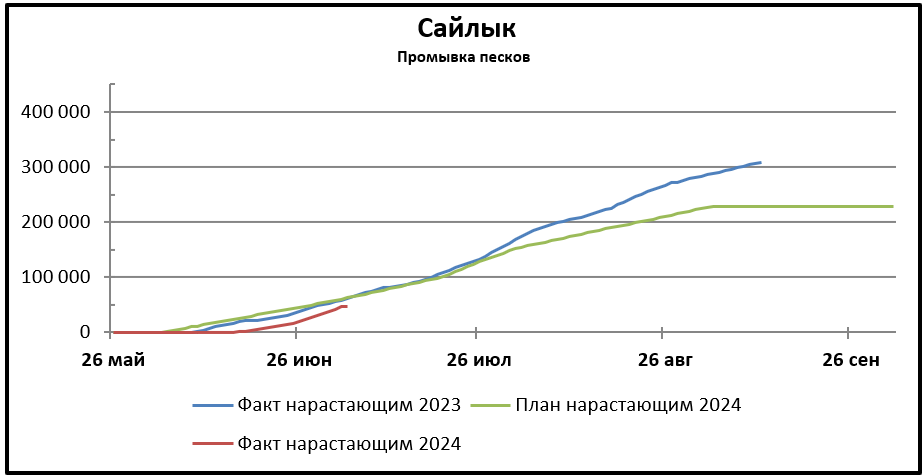 Сайлык
Промывка песков
400 000
300 000
200 000
100 000
0
26 май 26 июн 26 июл 26 авг 26 сен
Факт нарастающим 2023 План нарастающим 2024
Факт нарастающим 2024